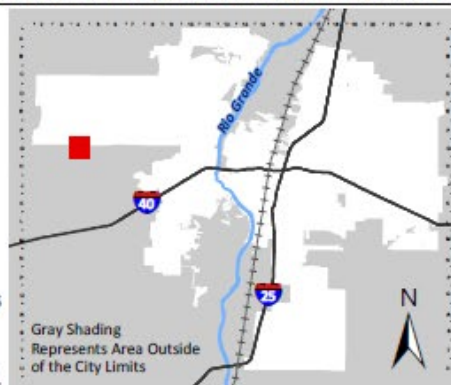 Rio Grande
40
25
N
Gray Shading
Represents Area Outside
of the City Limits